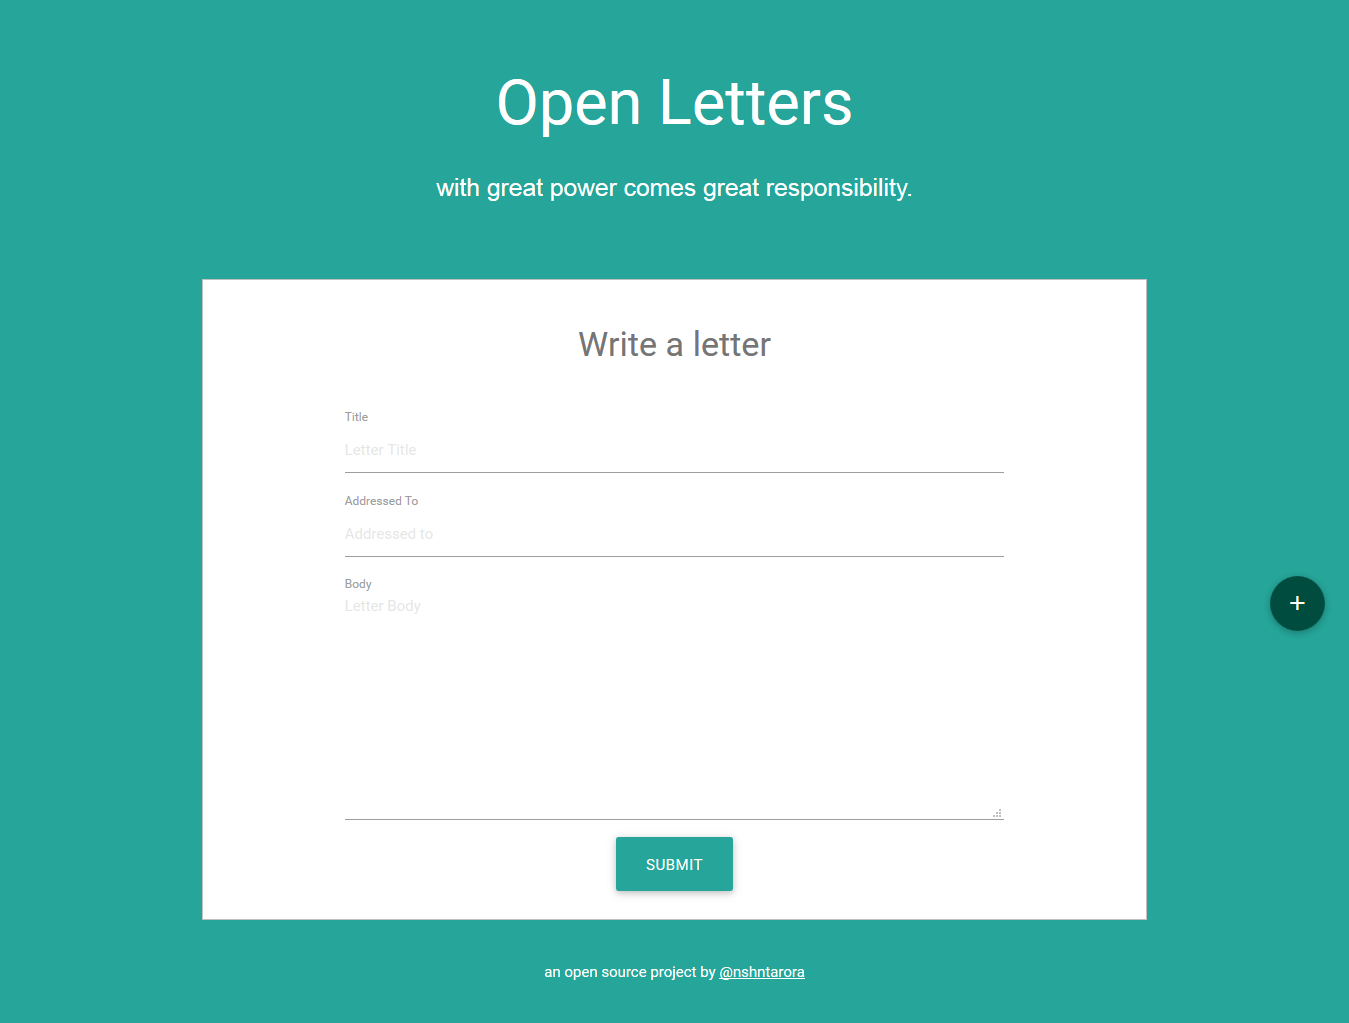 Open Letters
with great power comes great responsibility.
Write a letter
Title
Letter Title
Addressed To
Addressed to
Body
Letter Body
+
SUBMIT
an open source project by @nshntarora